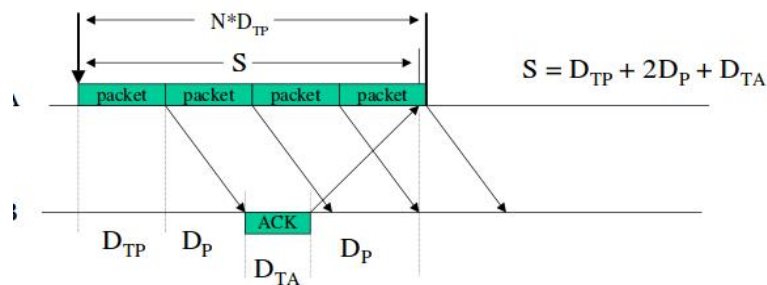 N*D_TP
S
S = D_TP + 2D_P + D_TA
packet packet packet packet
A
B
ACK
D_TP D_P D_TA D_P